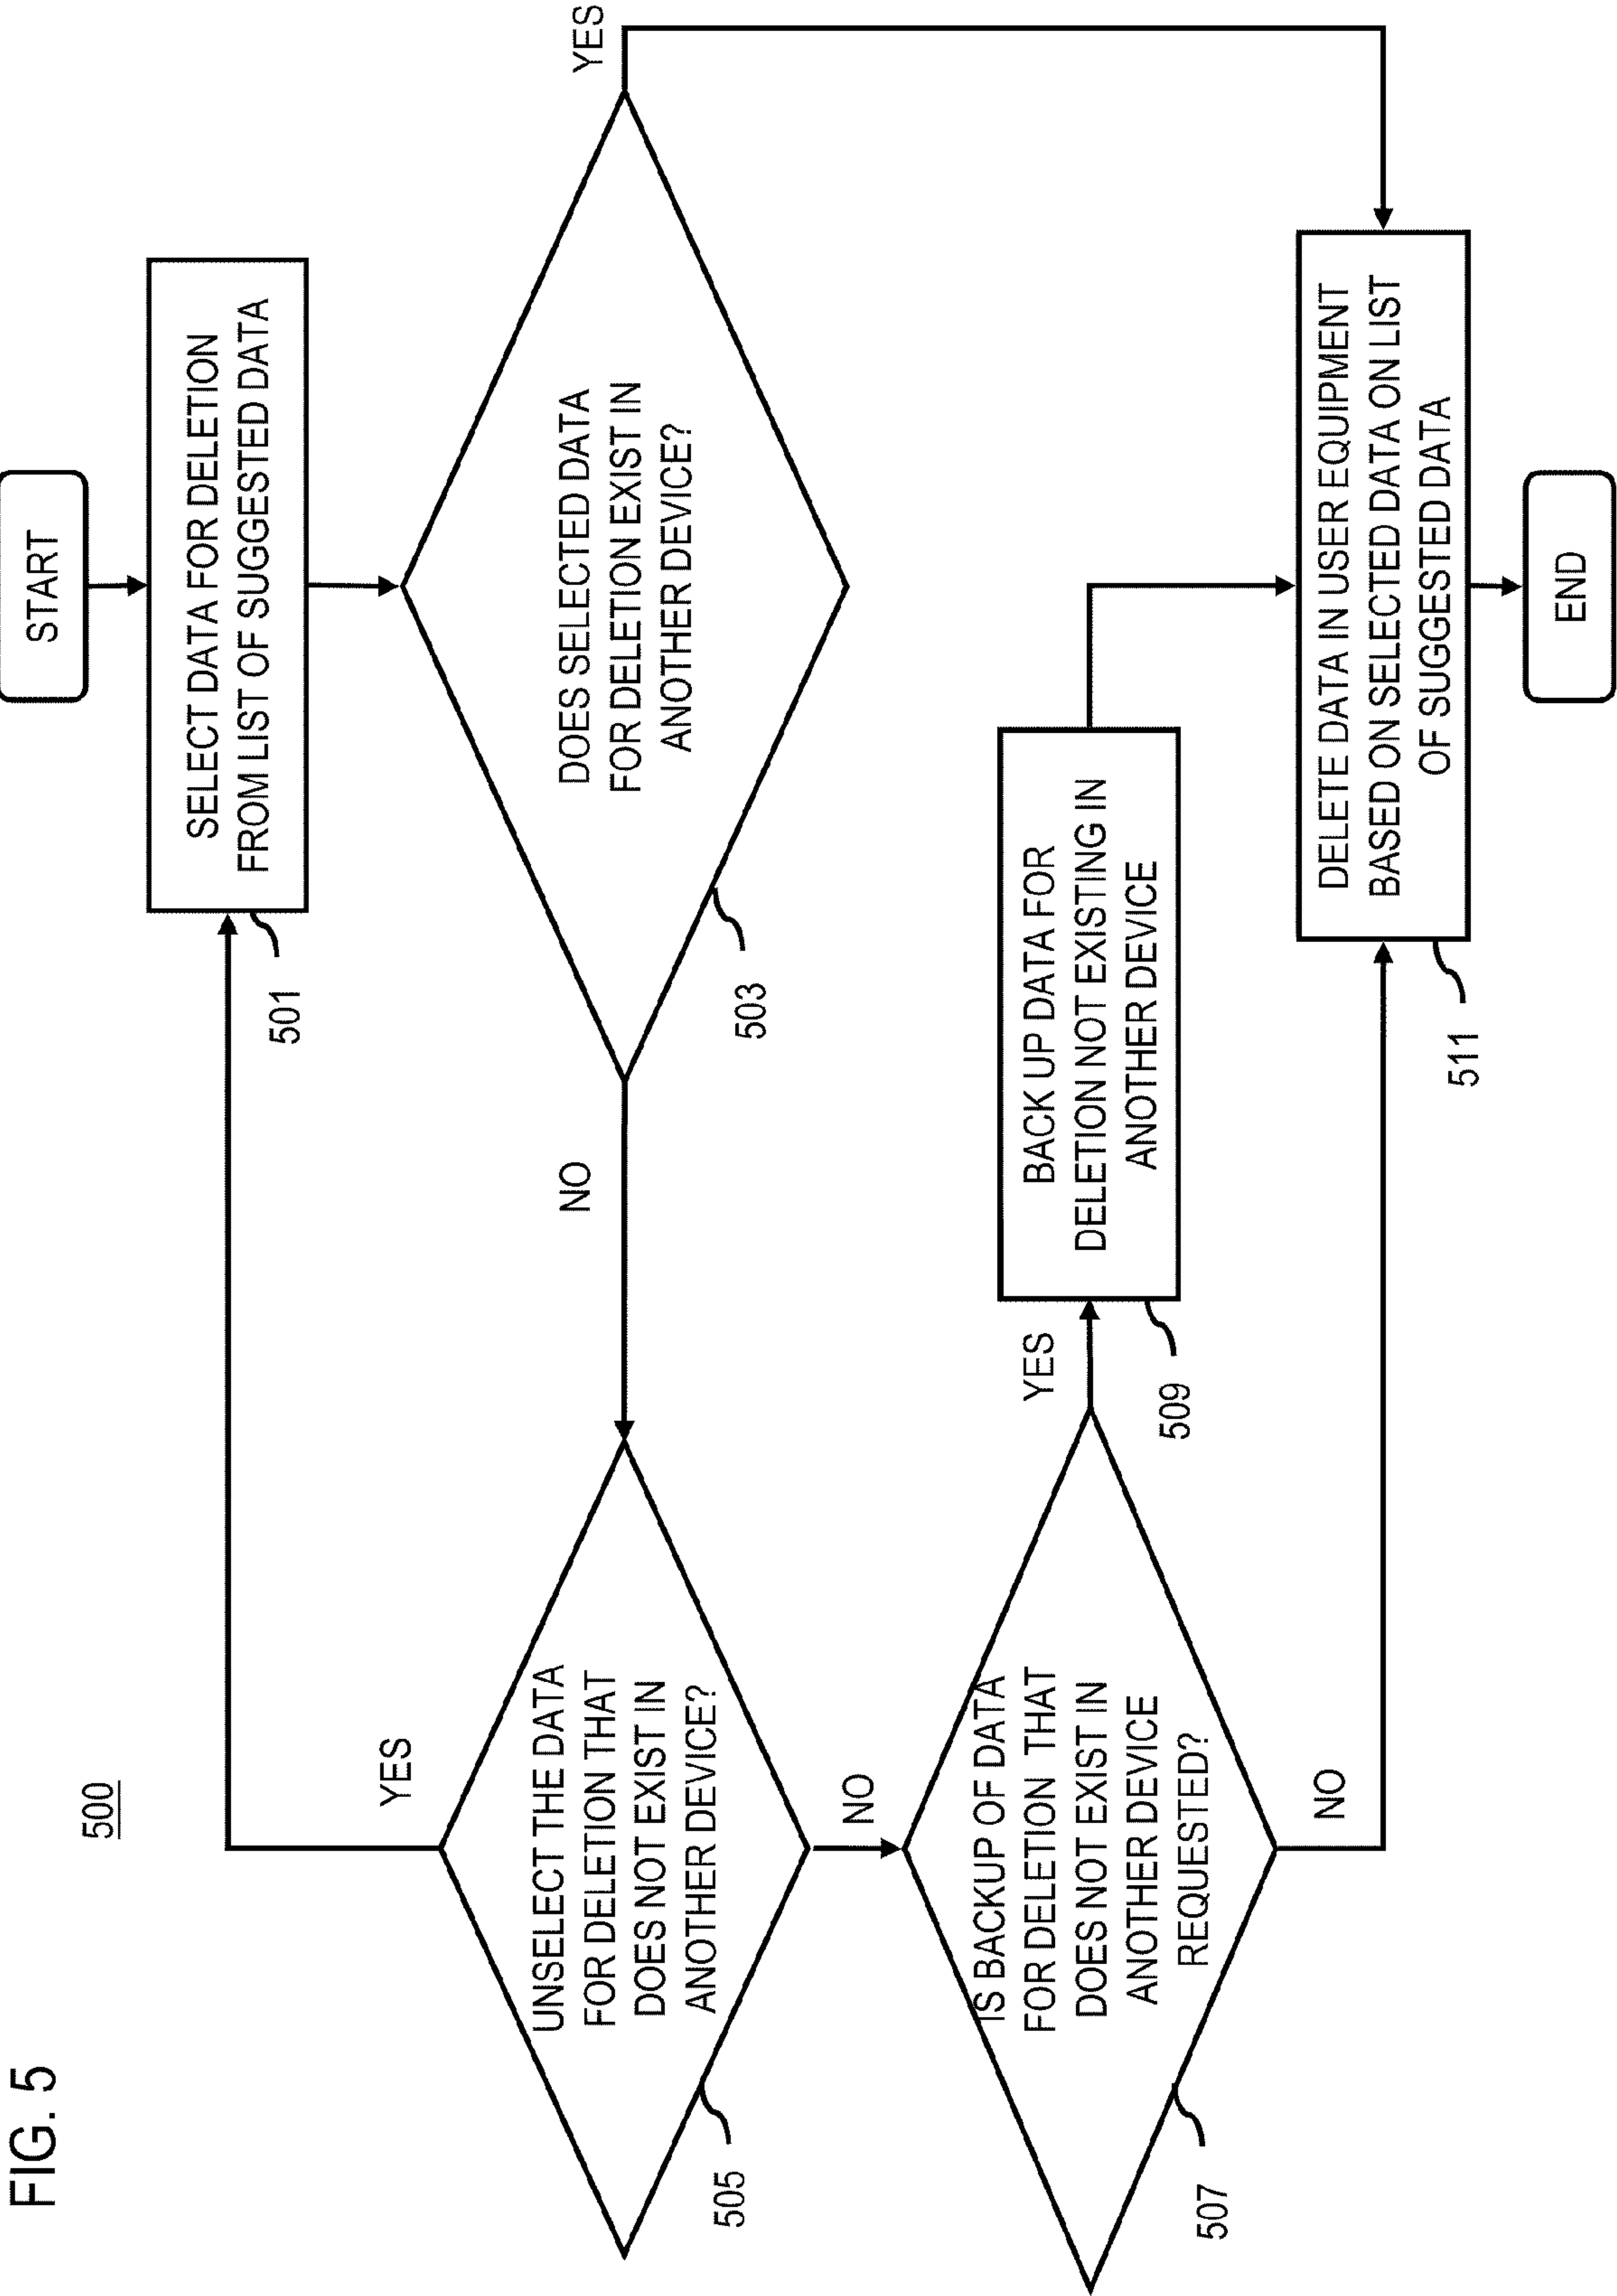 FIG. 5
500
START
SELECT DATA FOR DELETION
FROM LIST OF SUGGESTED DATA
501
DOES SELECTED DATA
FOR DELETION EXIST IN
ANOTHER DEVICE?
503
YES
NO
UNSELECT THE DATA
FOR DELETION THAT
DOES NOT EXIST IN
ANOTHER DEVICE?
505
YES
NO
IS BACKUP OF DATA
FOR DELETION THAT
DOES NOT EXIST IN
ANOTHER DEVICE
REQUESTED?
507
YES
NO
BACK UP DATA FOR
DELETION NOT EXISTING IN
ANOTHER DEVICE
509
DELETE DATA IN USER EQUIPMENT
BASED ON SELECTED DATA ON LIST
OF SUGGESTED DATA
511
END